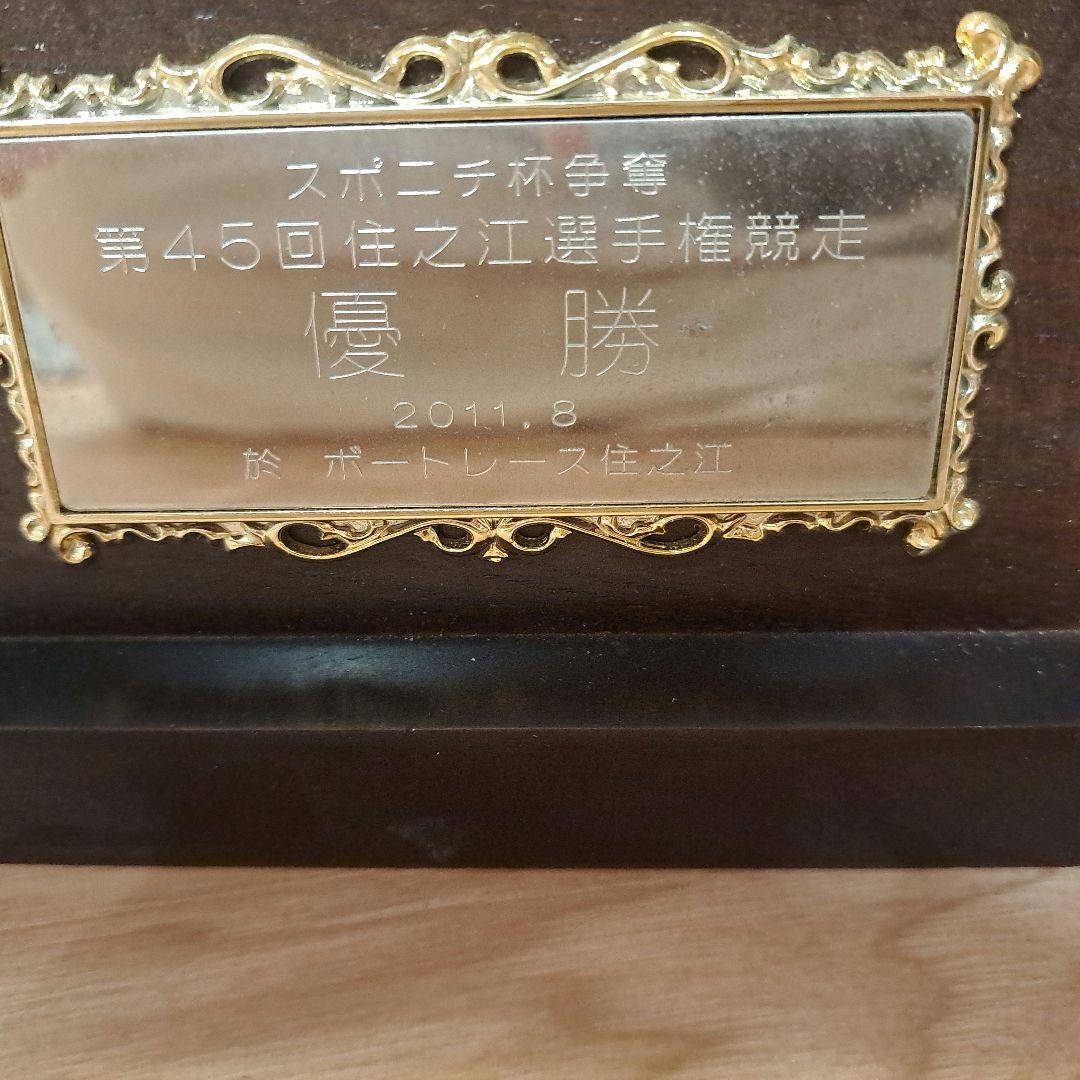 スポニチ杯争奪
第45回住之江選手権競走
優 勝
2011.8
於 ボートレース住之江